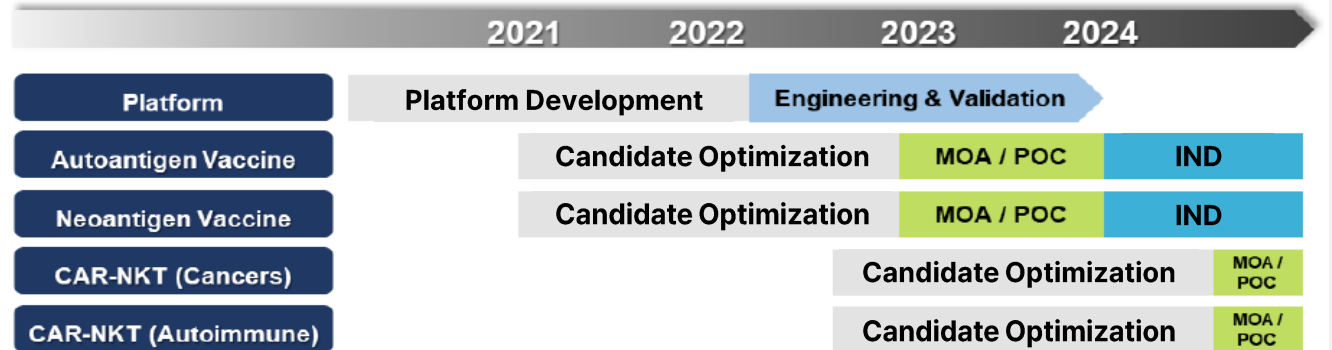 2021 2022 2023 2024
Platform Platform Development Engineering & Validation
Autoantigen Vaccine Candidate Optimization MOA / POC IND
Neoantigen Vaccine Candidate Optimization MOA / POC IND
CAR-NKT (Cancers) Candidate Optimization MOA /
POC
CAR-NKT (Autoimmune) Candidate Optimization MOA /
POC